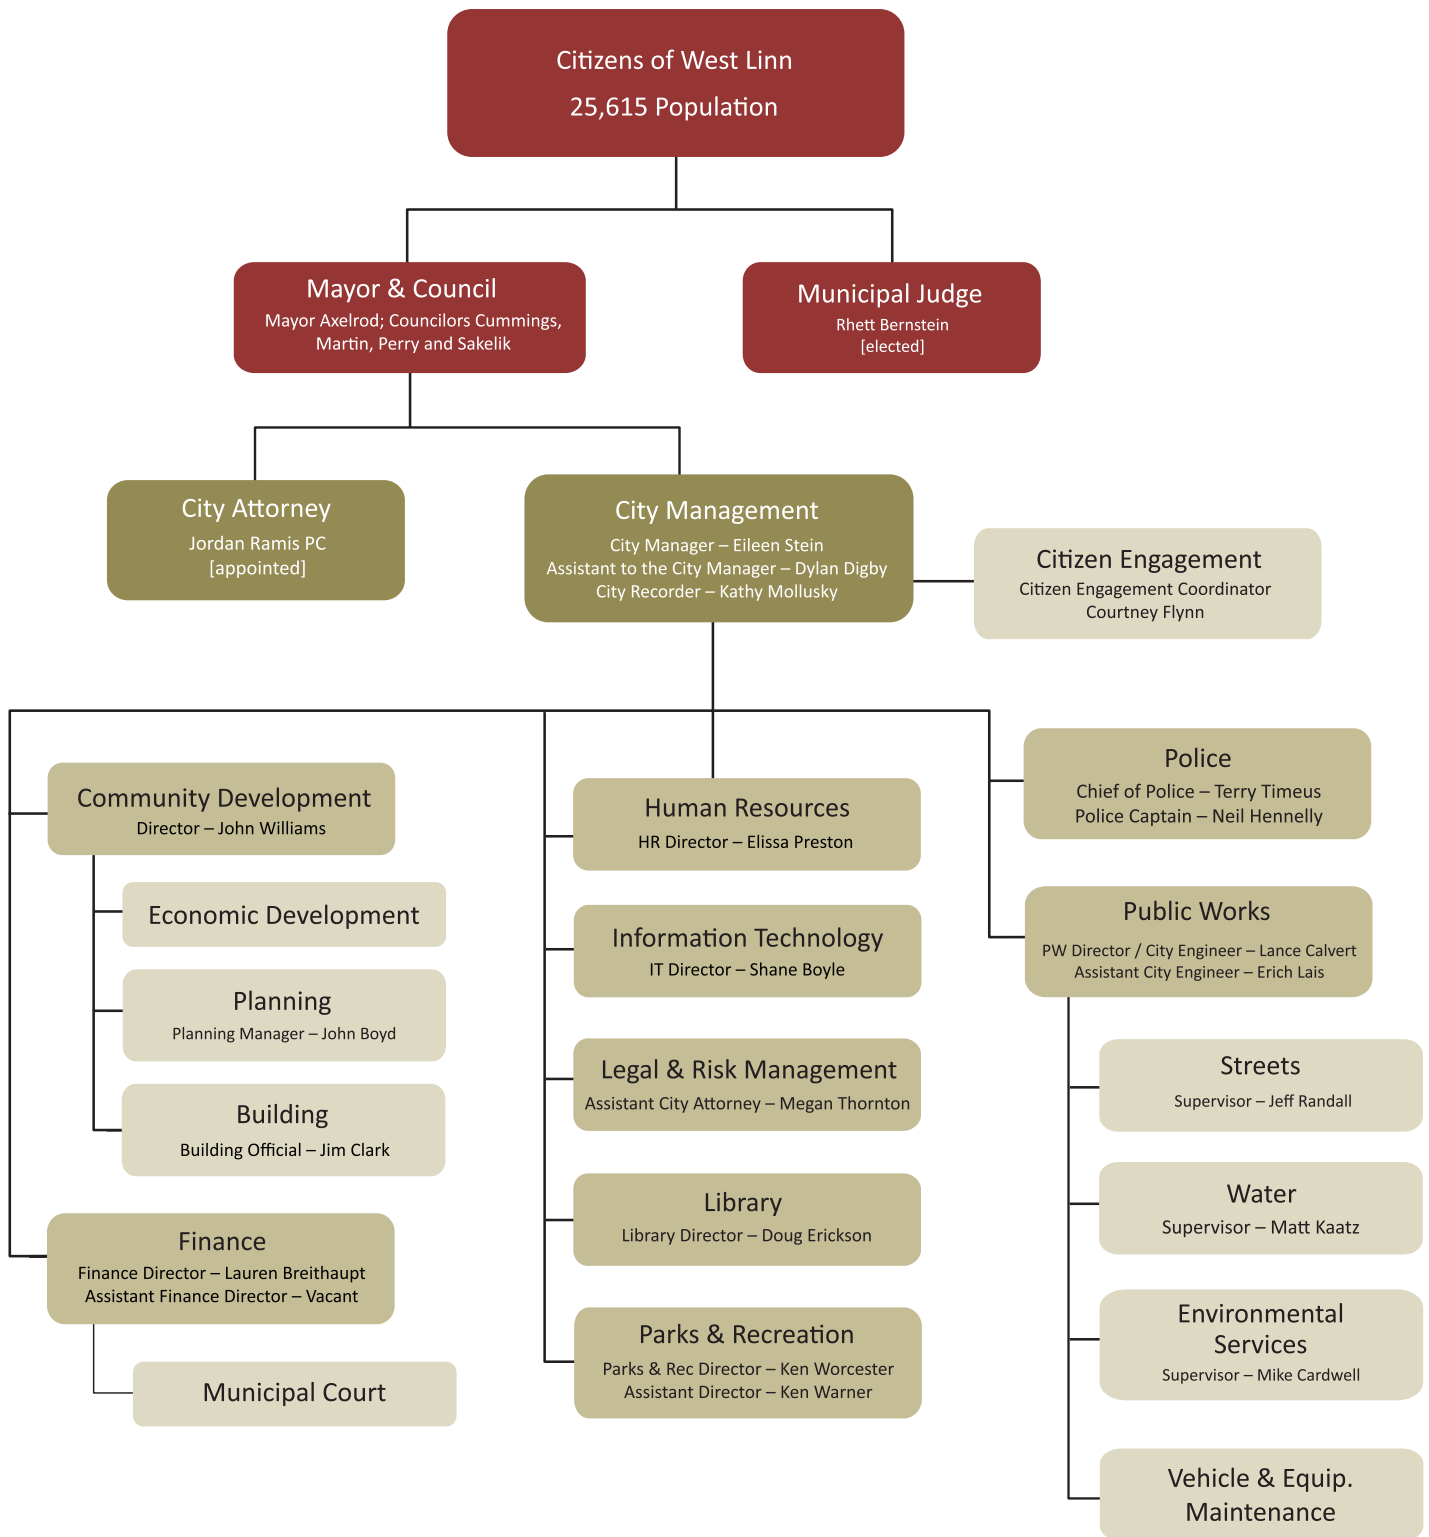 Citizens of West Linn
25,615 Population
Mayor & Council
Mayor Axelrod; Councilors Cummings,
Martin, Perry and Sakelik
Municipal Judge
Rhett Bernstein
[elected]
City Attorney
Jordan Ramis PC
[appointed]
City Management
City Manager – Eileen Stein
Assistant to the City Manager – Dylan Digby
City Recorder – Kathy Mollusky
Citizen Engagement
Citizen Engagement Coordinator
Courtney Flynn
Community Development
Director – John Williams
Economic Development
Planning
Planning Manager – John Boyd
Building
Building Official – Jim Clark
Finance
Finance Director – Lauren Breithaupt
Assistant Finance Director – Vacant
Municipal Court
Human Resources
HR Director – Elissa Preston
Information Technology
IT Director – Shane Boyle
Legal & Risk Management
Assistant City Attorney – Megan Thornton
Library
Library Director – Doug Erickson
Parks & Recreation
Parks & Rec Director – Ken Worcester
Assistant Director – Ken Warner
Police
Chief of Police – Terry Timeus
Police Captain – Neil Hennelly
Public Works
PW Director / City Engineer – Lance Calvert
Assistant City Engineer – Erich Lais
Streets
Supervisor – Jeff Randall
Water
Supervisor – Matt Kaatz
Environmental
Services
Supervisor – Mike Cardwell
Vehicle & Equip.
Maintenance